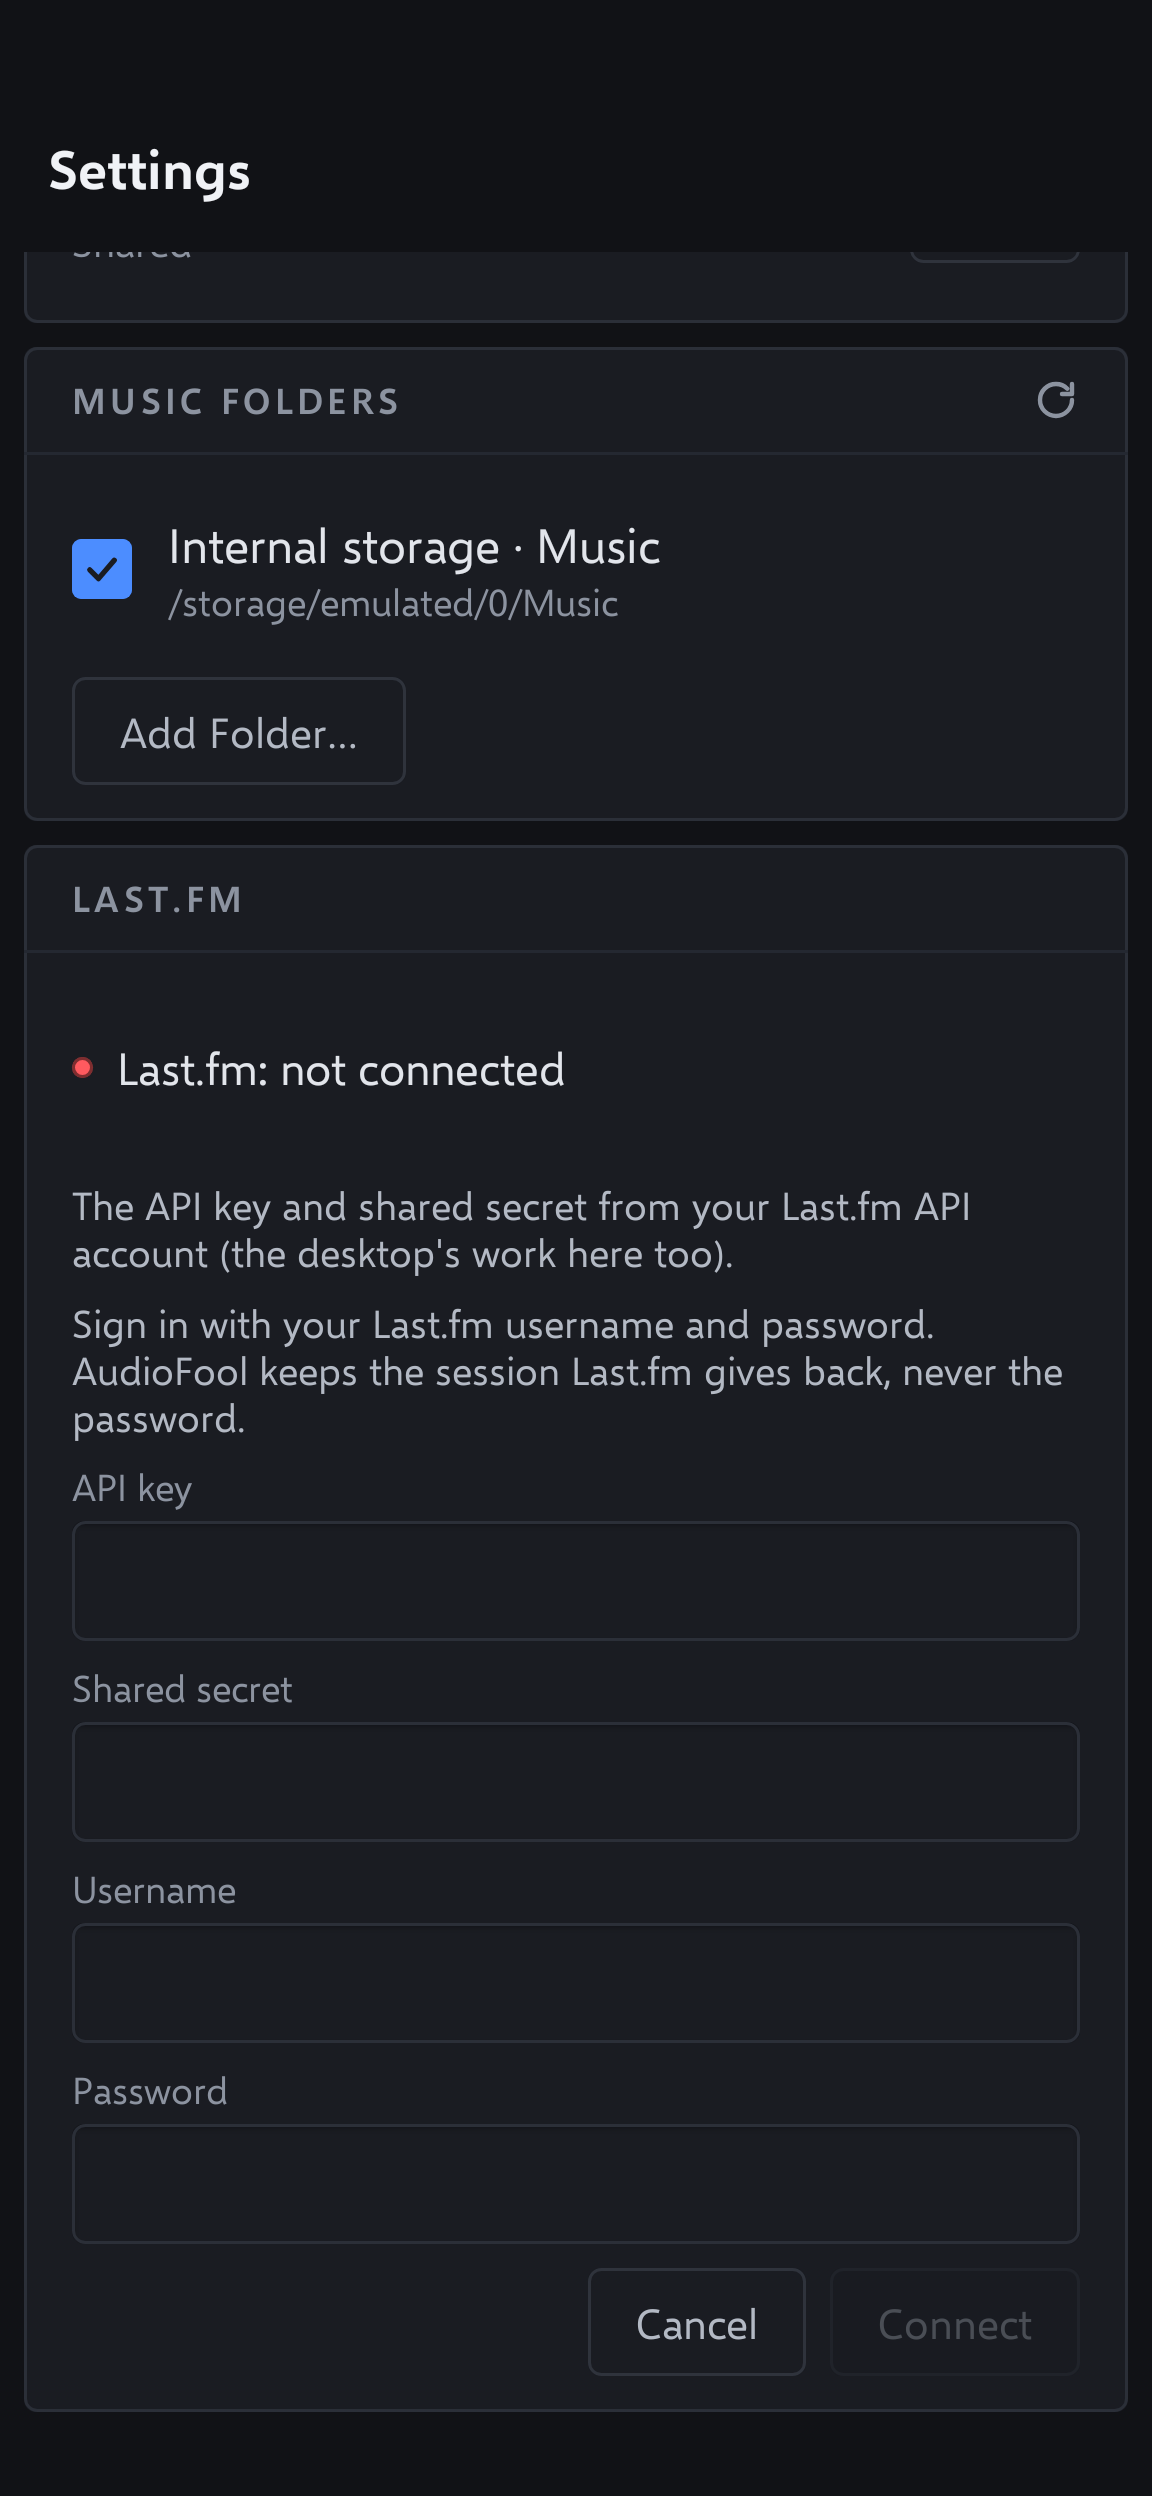 Settings
Shared
MUSIC FOLDERS
Internal storage · Music
/storage/emulated/0/Music
Add Folder...
LAST.FM
Last.fm: not connected
The API key and shared secret from your Last.fm API
account (the desktop's work here too).
Sign in with your Last.fm username and password.
AudioFool keeps the session Last.fm gives back, never the
password.
API key
Shared secret
Username
Password
Cancel
Connect